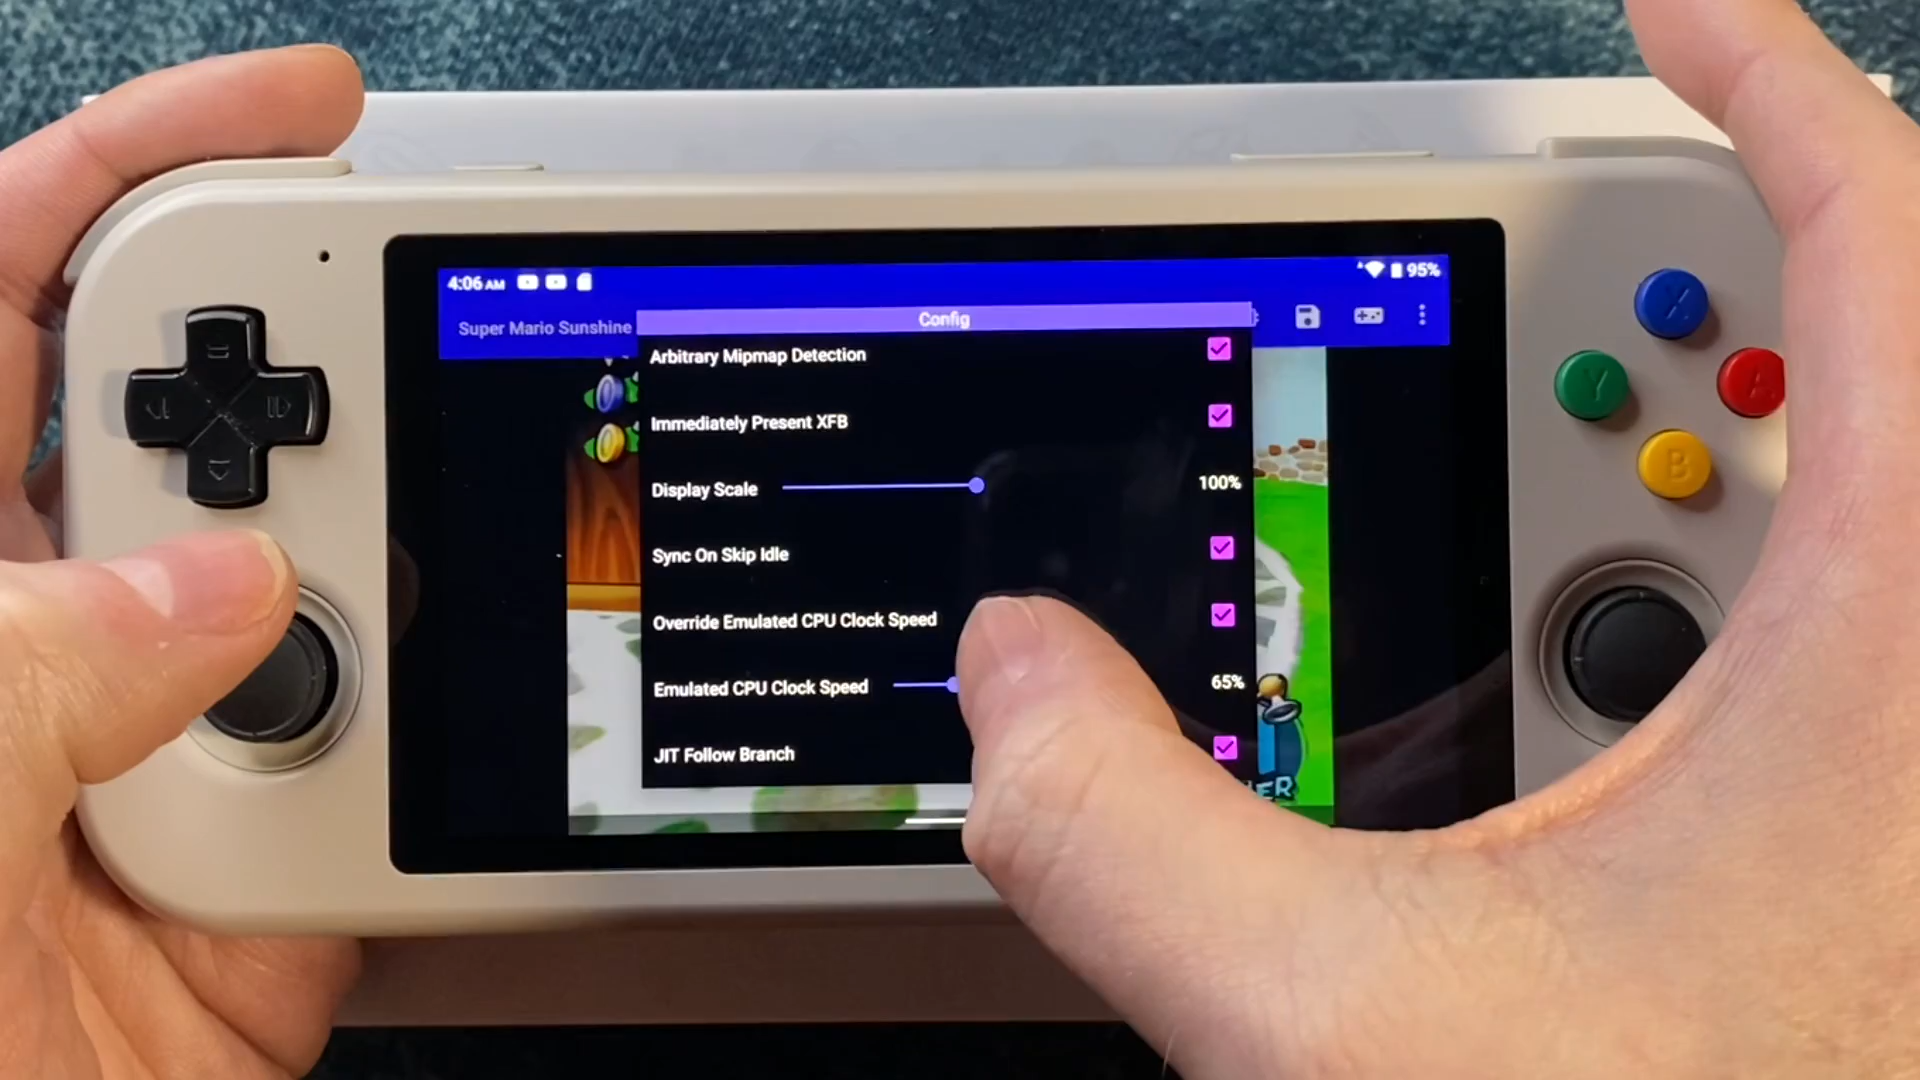 4:06 AM
95%
Super Mario Sunshine
Config
Arbitrary Mipmap Detection
Immediately Present XFB
Display Scale 100%
Sync On Skip Idle
Override Emulated CPU Clock Speed
Emulated CPU Clock Speed 65%
JIT Follow Branch
X
Y
A
B